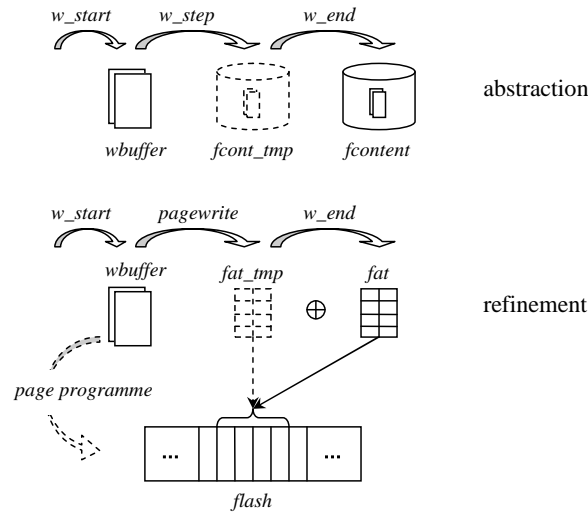 w_start w_step w_end
abstraction
wbuffer fcont_tmp fcontent
w_start pagewrite w_end
wbuffer fat_tmp fat
refinement
page programme
... ...
flash